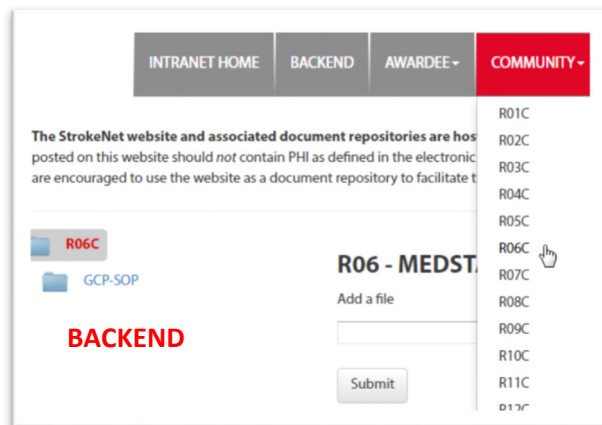 INTRANET HOME BACKEND AWARDEE COMMUNITY
The StrokeNet website and associated document repositories are hos
posted on this website should not contain PHI as defined in the electronic
are encouraged to use the website as a document repository to facilitate t
R01C
R02C
R03C
R04C
R05C
R06C
R07C
R08C
R09C
R10C
R11C
R12C
R06C
GCP-SOP
BACKEND
R06 - MEDST
Add a file
Submit